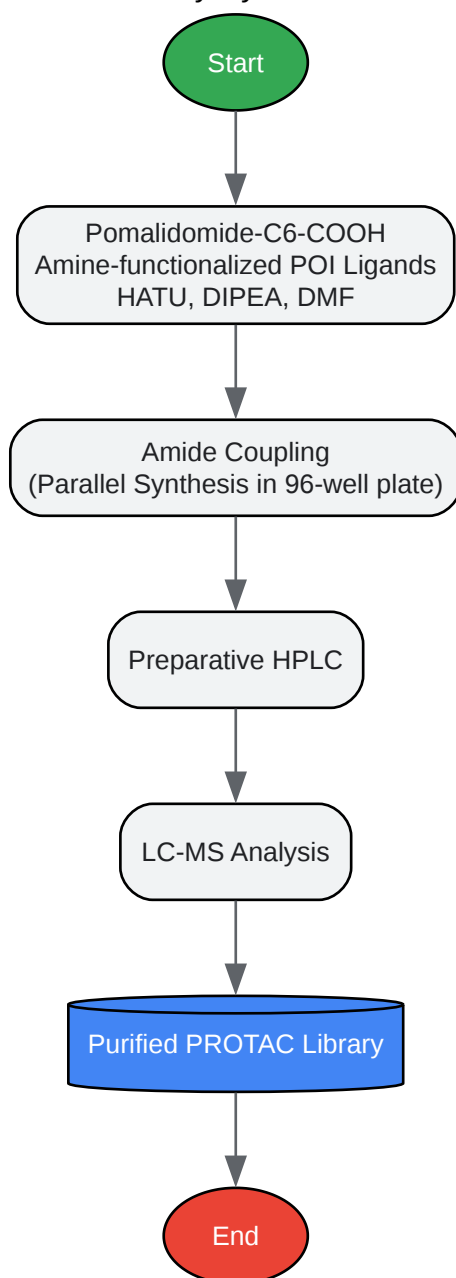 Start
Pomalidomide-C6-COOH
Amine-functionalized POI Ligands
HATU, DIPEA, DMF
Amide Coupling
(Parallel Synthesis in 96-well plate)
Preparative HPLC
LC-MS Analysis
Purified PROTAC Library
End